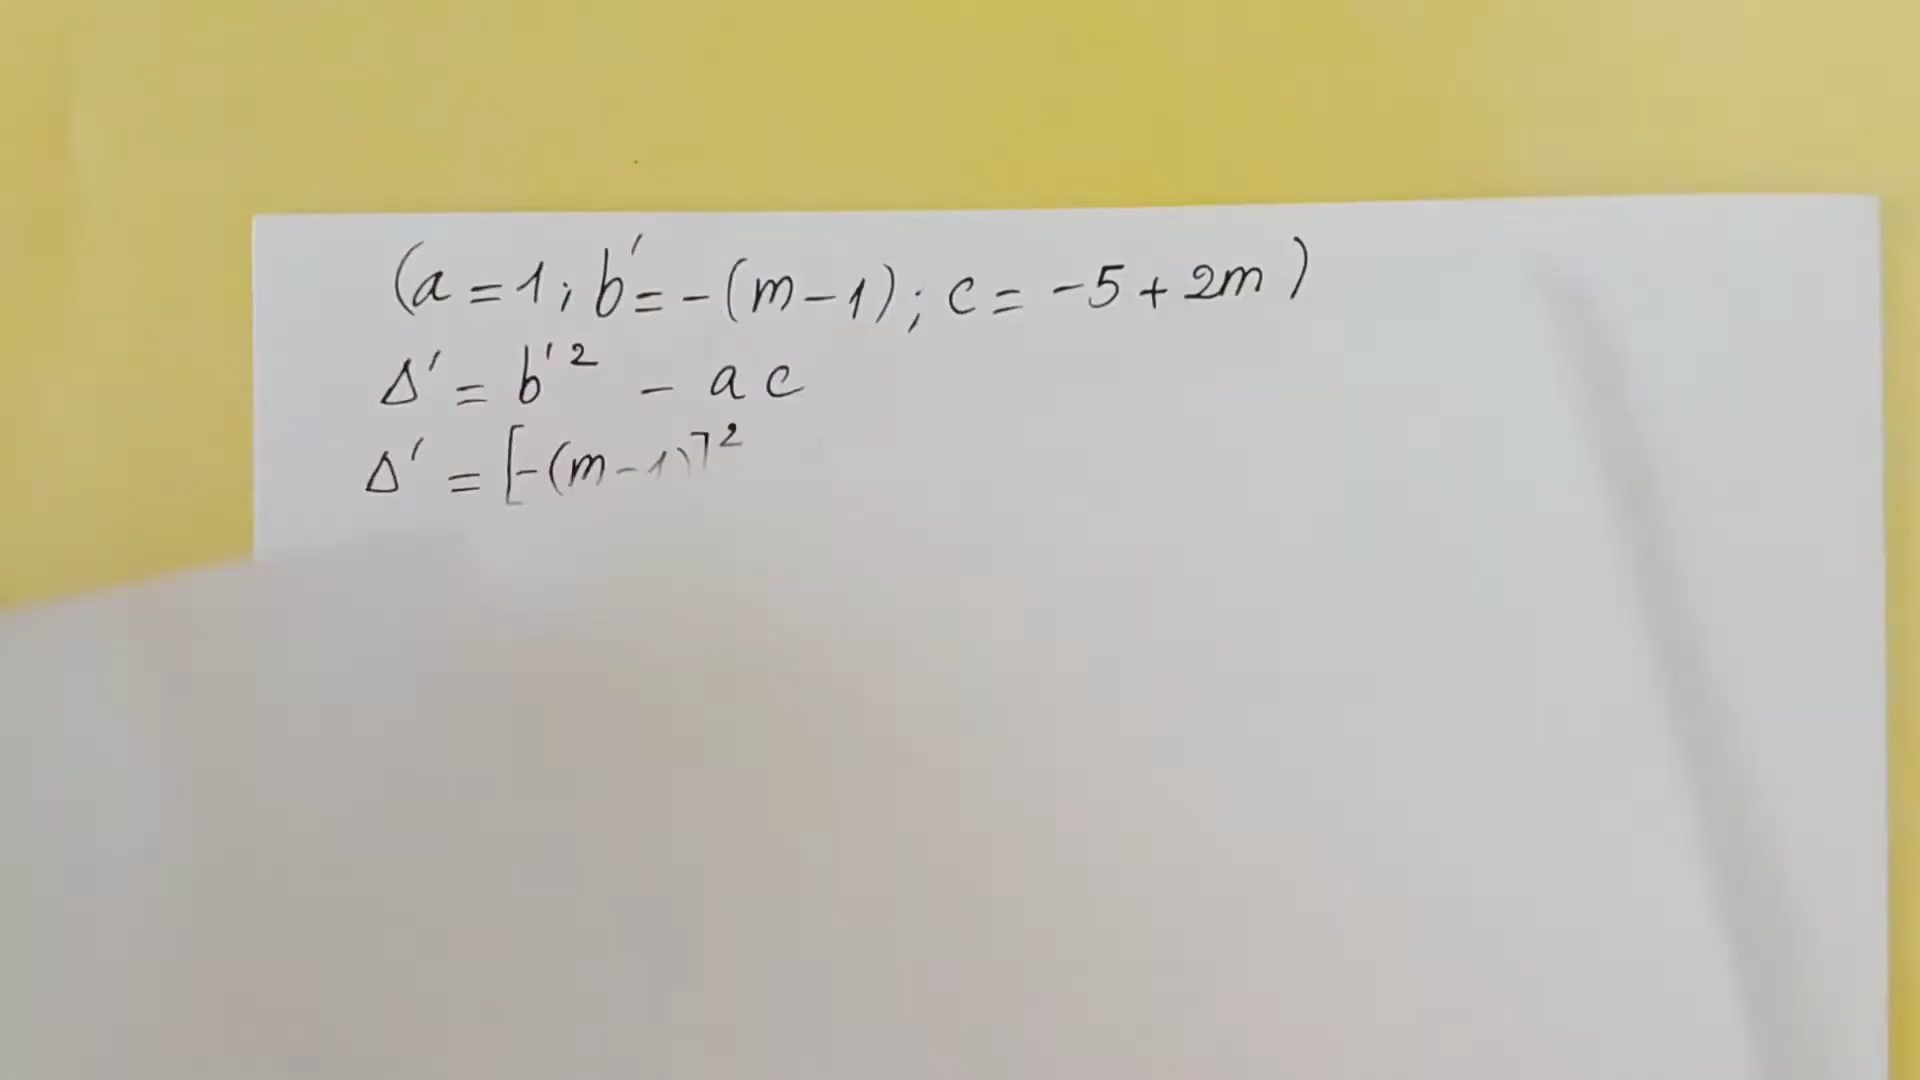 (a = 1; b' = -(m - 1); c = -5 + 2m)
Δ' = b'² - ac
Δ' = [-(m - 1)]²